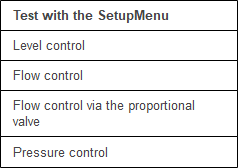 Test with the SetupMenu
Level control
Flow control
Flow control via the proportional
valve
Pressure control